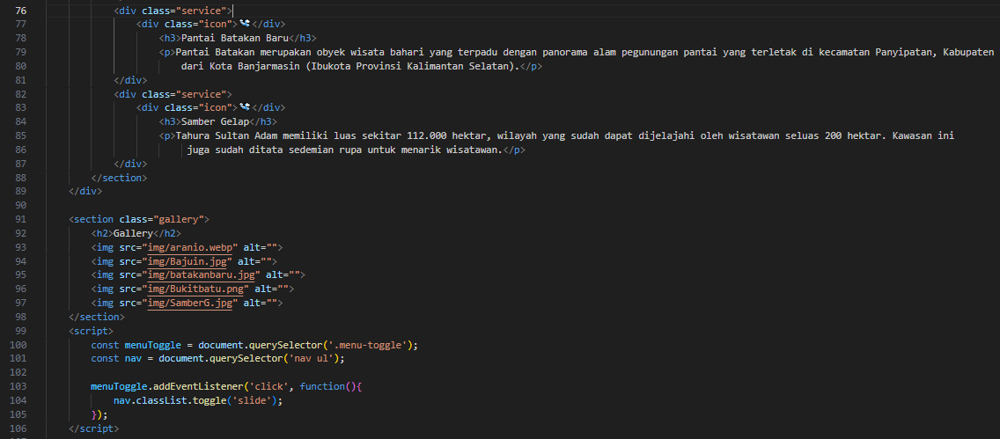 76 <div class="service">
77 <div class="icon">🛩</div>
78 <h3>Pantai Batakan Baru</h3>
79 <p>Pantai Batakan merupakan obyek wisata bahari yang terpadu dengan panorama alam pegunungan pantai yang terletak di kecamatan Panyipatan, Kabupaten
80 dari Kota Banjarmasin (Ibukota Provinsi Kalimantan Selatan).</p>
81 </div>
82 <div class="service">
83 <div class="icon">🛩</div>
84 <h3>Samber Gelap</h3>
85 <p>Tahura Sultan Adam memiliki luas sekitar 112.000 hektar, wilayah yang sudah dapat dijelajahi oleh wisatawan seluas 200 hektar. Kawasan ini
86 juga sudah ditata sedemian rupa untuk menarik wisatawan.</p>
87 </div>
88 </section>
89 </div>
90
91 <section class="gallery">
92 <h2>Gallery</h2>
93 <img src="img/aranio.webp" alt="">
94 <img src="img/Bajuin.jpg" alt="">
95 <img src="img/batakanbaru.jpg" alt="">
96 <img src="img/Bukitbatu.png" alt="">
97 <img src="img/SamberG.jpg" alt="">
98 </section>
99 <script>
100 const menuToggle = document.querySelector('.menu-toggle');
101 const nav = document.querySelector('nav ul');
102
103 menuToggle.addEventListener('click', function(){
104 nav.classList.toggle('slide');
105 });
106 </script>